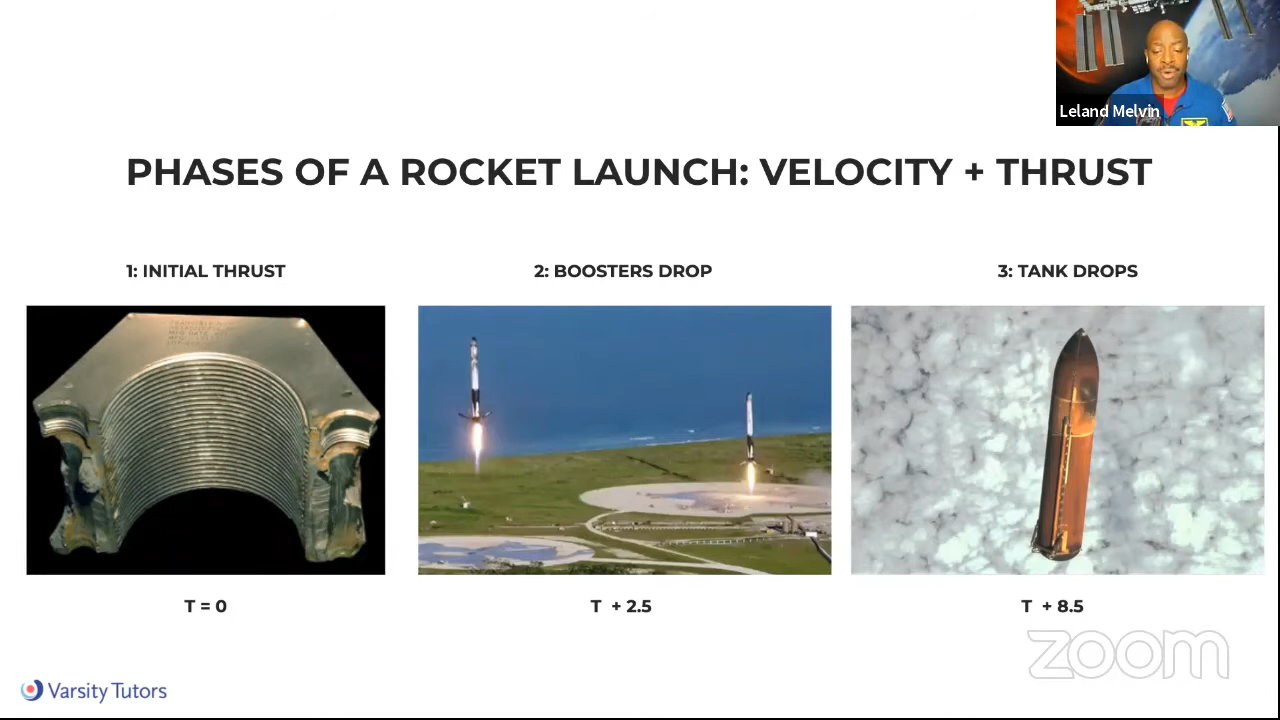 Leland Melvin
PHASES OF A ROCKET LAUNCH: VELOCITY + THRUST
1: INITIAL THRUST
2: BOOSTERS DROP
3: TANK DROPS
T = 0
T + 2.5
T + 8.5
zoom
Varsity Tutors